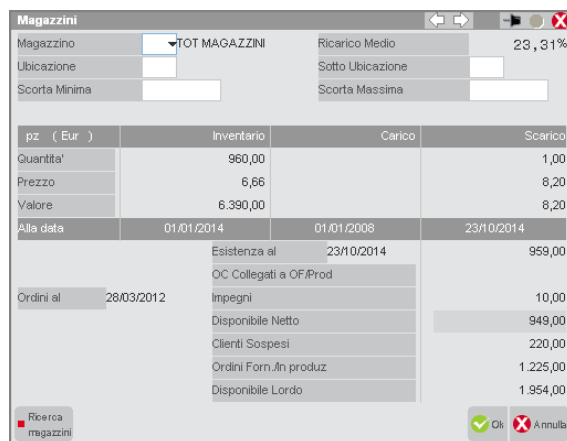 Magazzini
Magazzino TOT MAGAZZINI Ricarico Medio 23,31%
Ubicazione Sotto Ubicazione
Scorta Minima Scorta Massima
pz ( Eur ) Inventario Carico Scarico
Quantita' 960,00 1,00
Prezzo 6,66 8,20
Valore 6.390,00 8,20
Alla data 01/01/2014 01/01/2008 23/10/2014
Esistenza al 23/10/2014 959,00
OC Collegati a OF/Prod
Ordini al 28/03/2012 Impegni 10,00
Disponibile Netto 949,00
Clienti Sospesi 220,00
Ordini Forn./In produz 1.225,00
Disponibile Lordo 1.954,00
Ricerca
magazzini
Ok Annulla